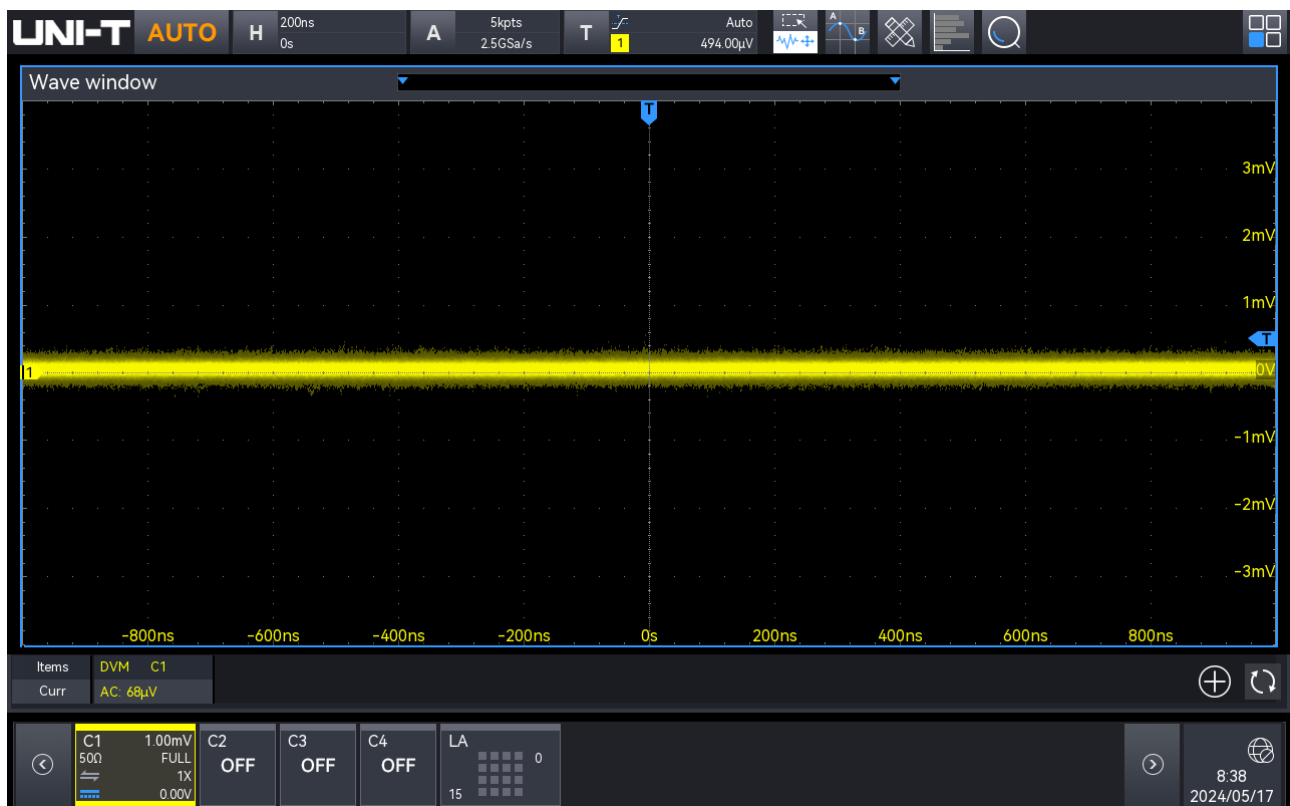 UNI-T AUTO H 200ns 0s A 5kpts 2.5GSa/s T 1 Auto 494.00µV A B
Wave window
T
3mV
2mV
1mV
T
1 0V
-1mV
-2mV
-3mV
-800ns -600ns -400ns -200ns 0s 200ns 400ns 600ns 800ns
Items DVM C1
Curr AC: 68µV
C1 1.00mV C2 C3 C4 LA
50Ω FULL OFF OFF OFF 0
1X
0.00V 15
8:38
2024/05/17